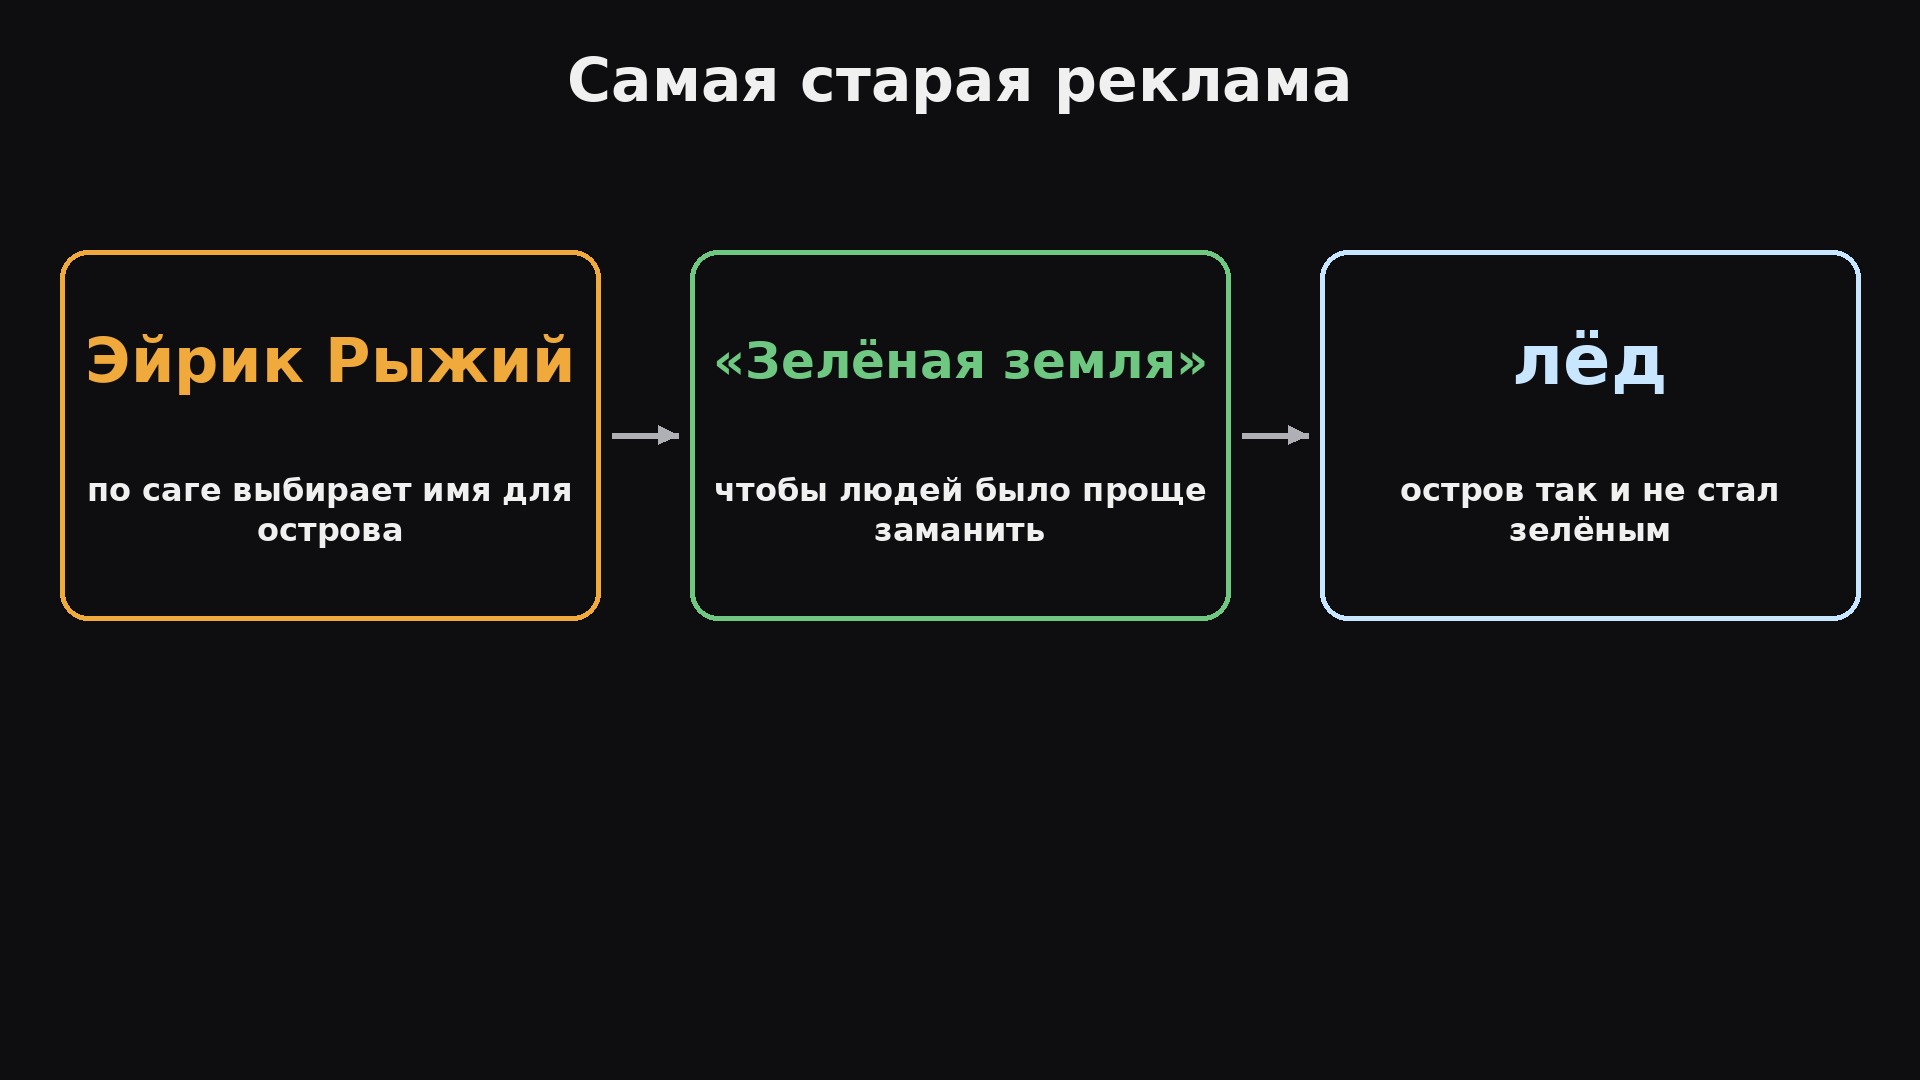 Самая старая реклама
Эйрик Рыжий
по саге выбирает имя для
острова
«Зелёная земля»
чтобы людей было проще
заманить
лёд
остров так и не стал
зелёным